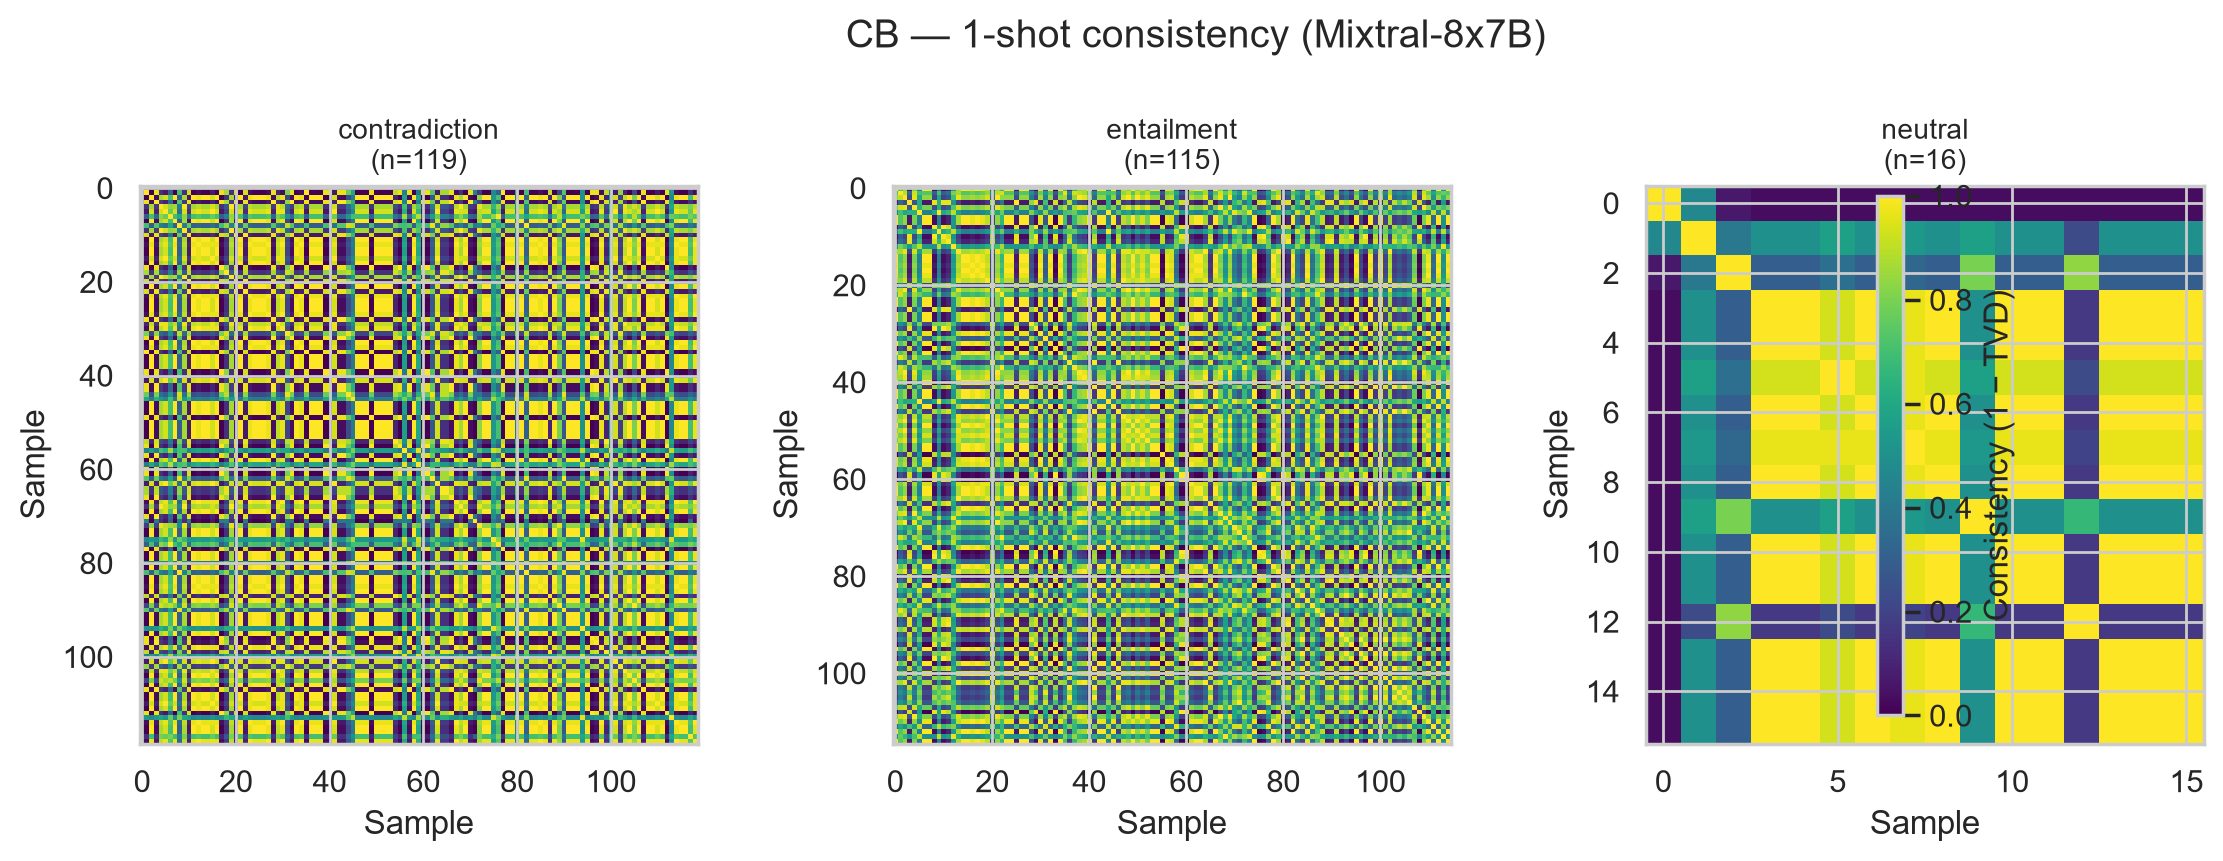 CB — 1-shot consistency (Mixtral-8x7B)
contradiction
(n=119)
0
20
40
60
80
100
Sample
0 20 40 60 80 100
Sample
entailment
(n=115)
0
20
40
60
80
100
Sample
0 20 40 60 80 100
Sample
neutral
(n=16)
0
2
4
6
8
10
12
14
Sample
0 5 10 15
Sample
1.0
0.8
0.6
0.4
0.2
0.0
Consistency (1 − TVD)